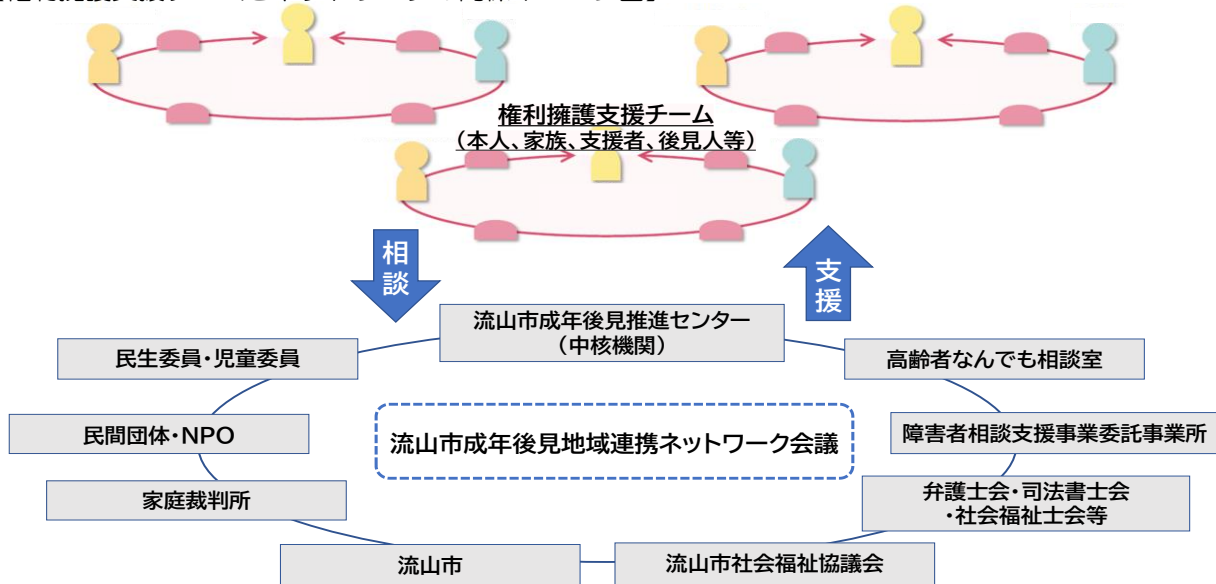 権利擁護支援チーム
（本人、家族、支援者、後見人等）
相談
支援
流山市成年後見推進センター
（中核機関）
民生委員・児童委員
高齢者なんでも相談室
民間団体・NPO
流山市成年後見地域連携ネットワーク会議
障害者相談支援事業委託事業所
家庭裁判所
弁護士会・司法書士会
・社会福祉士会等
流山市
流山市社会福祉協議会